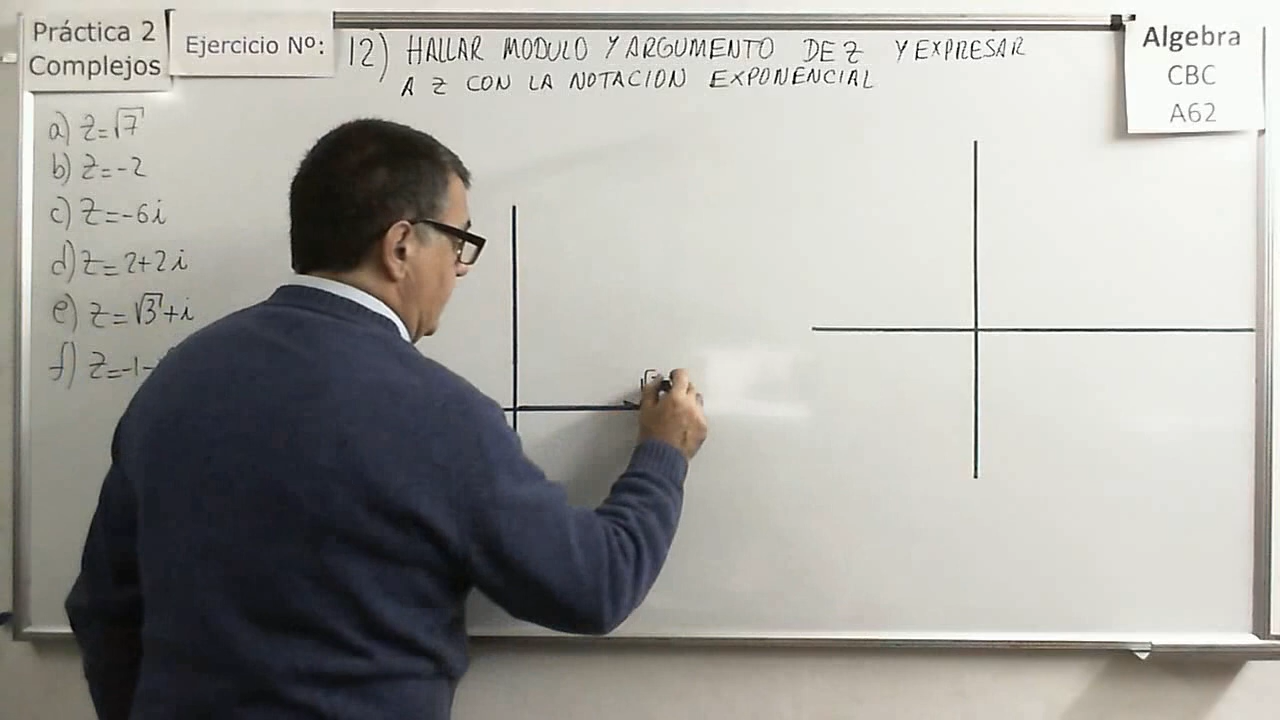 Práctica 2
Complejos
Ejercicio Nº:
12) HALLAR MODULO Y ARGUMENTO DE Z Y EXPRESAR
A Z CON LA NOTACION EXPONENCIAL
Algebra
CBC
A62
a) z=√7
b) z=-2
c) z=-6i
d) z=2+2i
e) z=√3+i
f) z=-1-